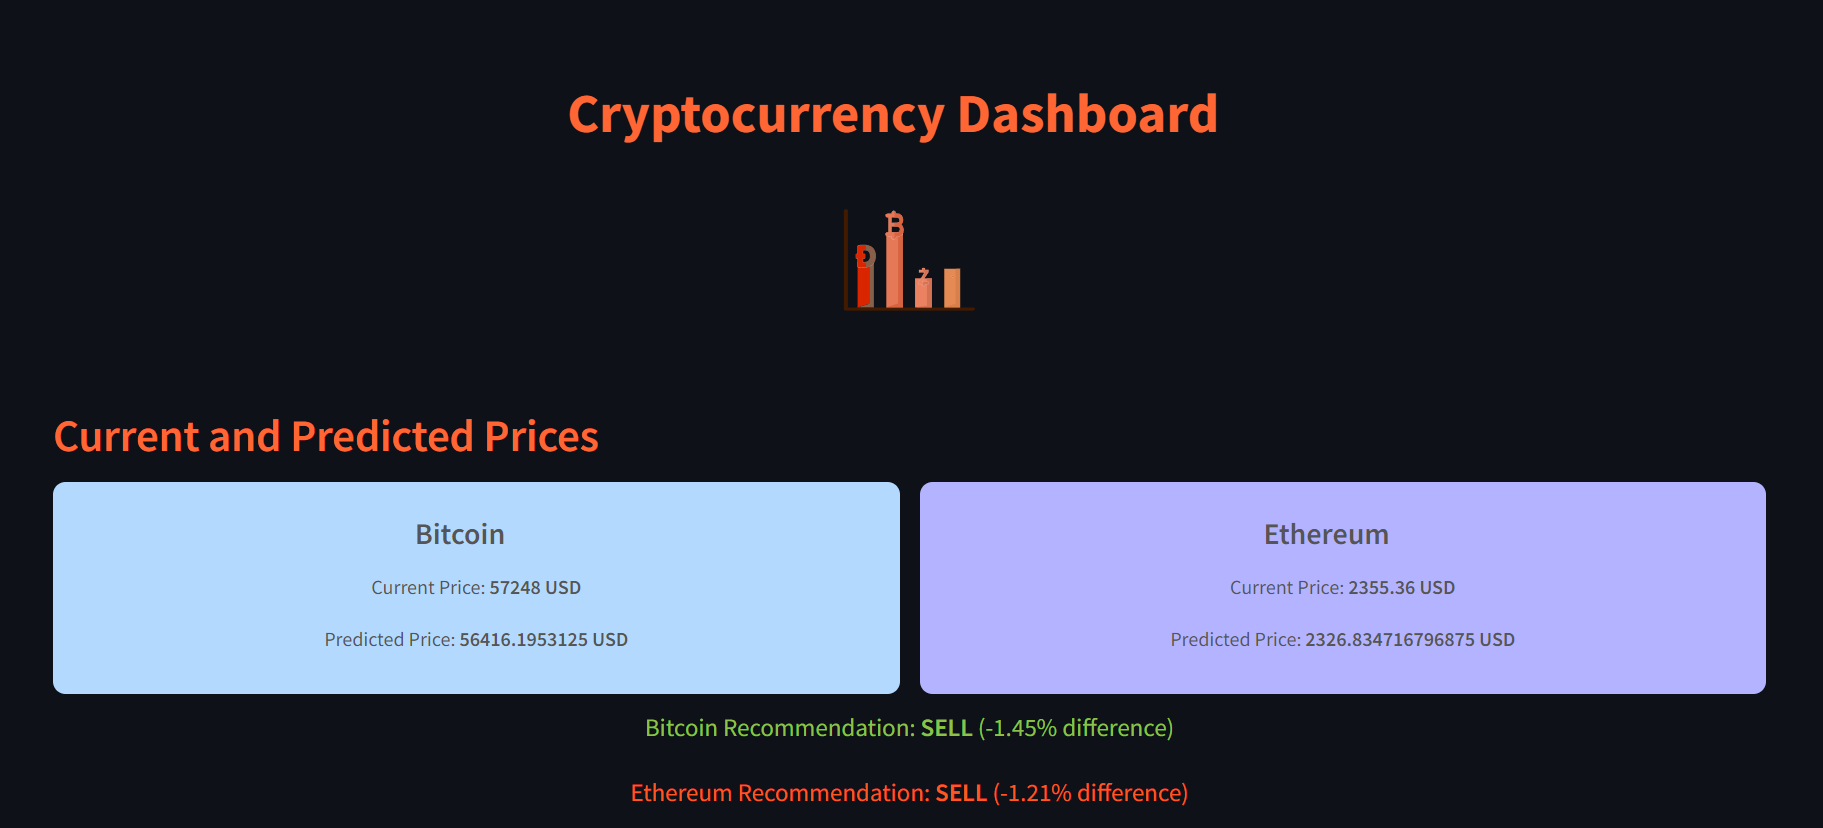 Cryptocurrency Dashboard
Current and Predicted Prices
Bitcoin
Current Price: 57248 USD
Predicted Price: 56416.1953125 USD
Ethereum
Current Price: 2355.36 USD
Predicted Price: 2326.834716796875 USD
Bitcoin Recommendation: SELL (-1.45% difference)
Ethereum Recommendation: SELL (-1.21% difference)